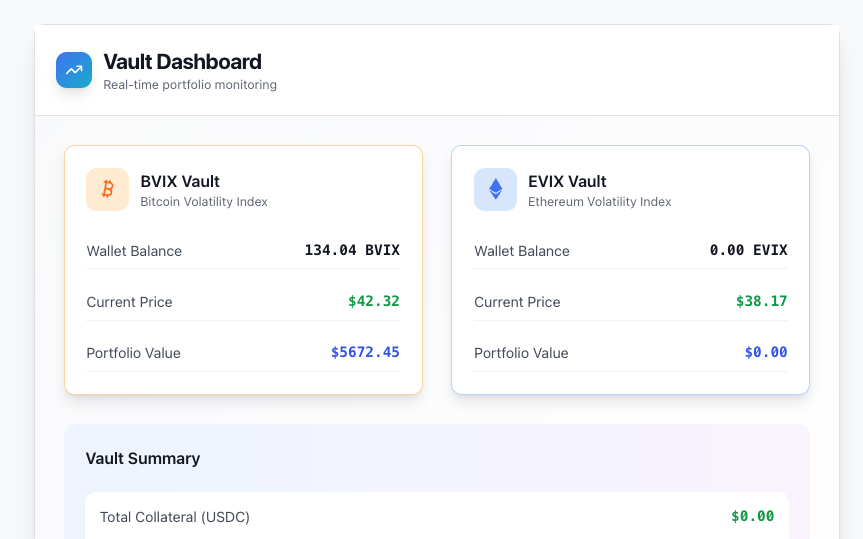 Vault Dashboard
Real-time portfolio monitoring
BVIX Vault
Bitcoin Volatility Index
Wallet Balance 134.04 BVIX
Current Price $42.32
Portfolio Value $5672.45
EVIX Vault
Ethereum Volatility Index
Wallet Balance 0.00 EVIX
Current Price $38.17
Portfolio Value $0.00
Vault Summary
Total Collateral (USDC) $0.00